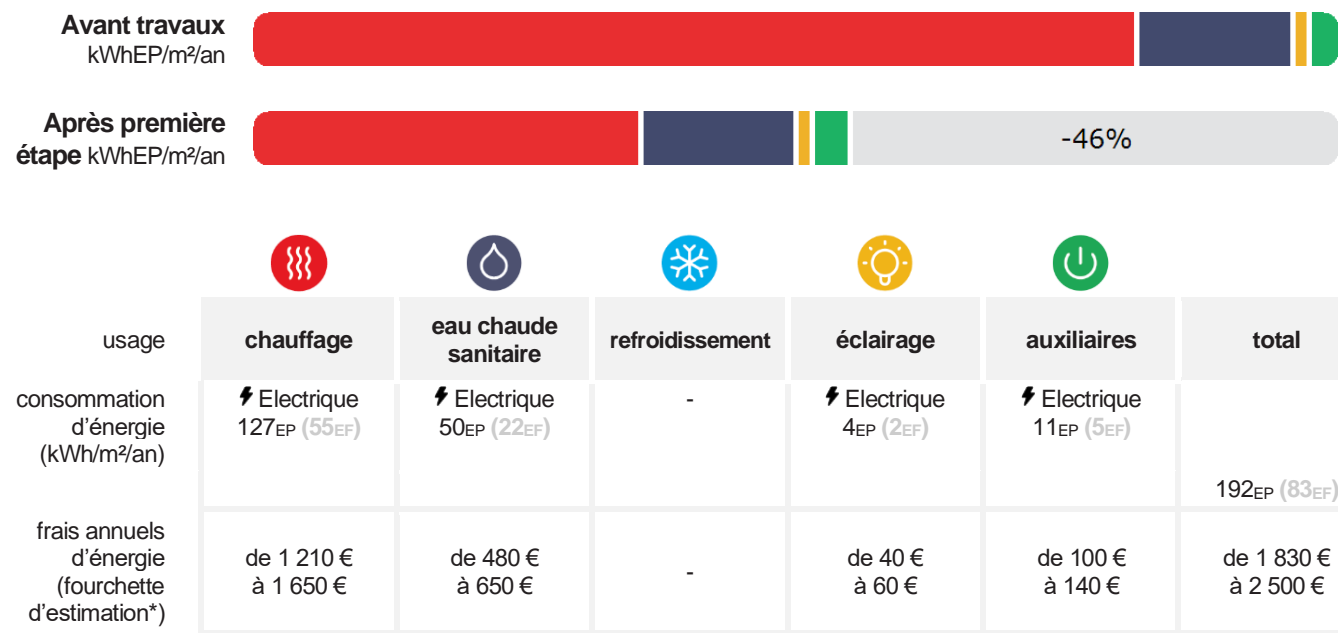 Avant travaux
kWhEP/m²/an
Après première
étape kWhEP/m²/an
-46%
usage
chauffage
eau chaude
sanitaire
refroidissement
éclairage
auxiliaires
total
consommation
d'énergie
(kWh/m²/an)
Electrique
127EP (55EF)
Electrique
50EP (22EF)
-
Electrique
4EP (2EF)
Electrique
11EP (5EF)
192EP (83EF)
frais annuels
d'énergie
(fourchette
d'estimation*)
de 1 210 €
à 1 650 €
de 480 €
à 650 €
-
de 40 €
à 60 €
de 100 €
à 140 €
de 1 830 €
à 2 500 €